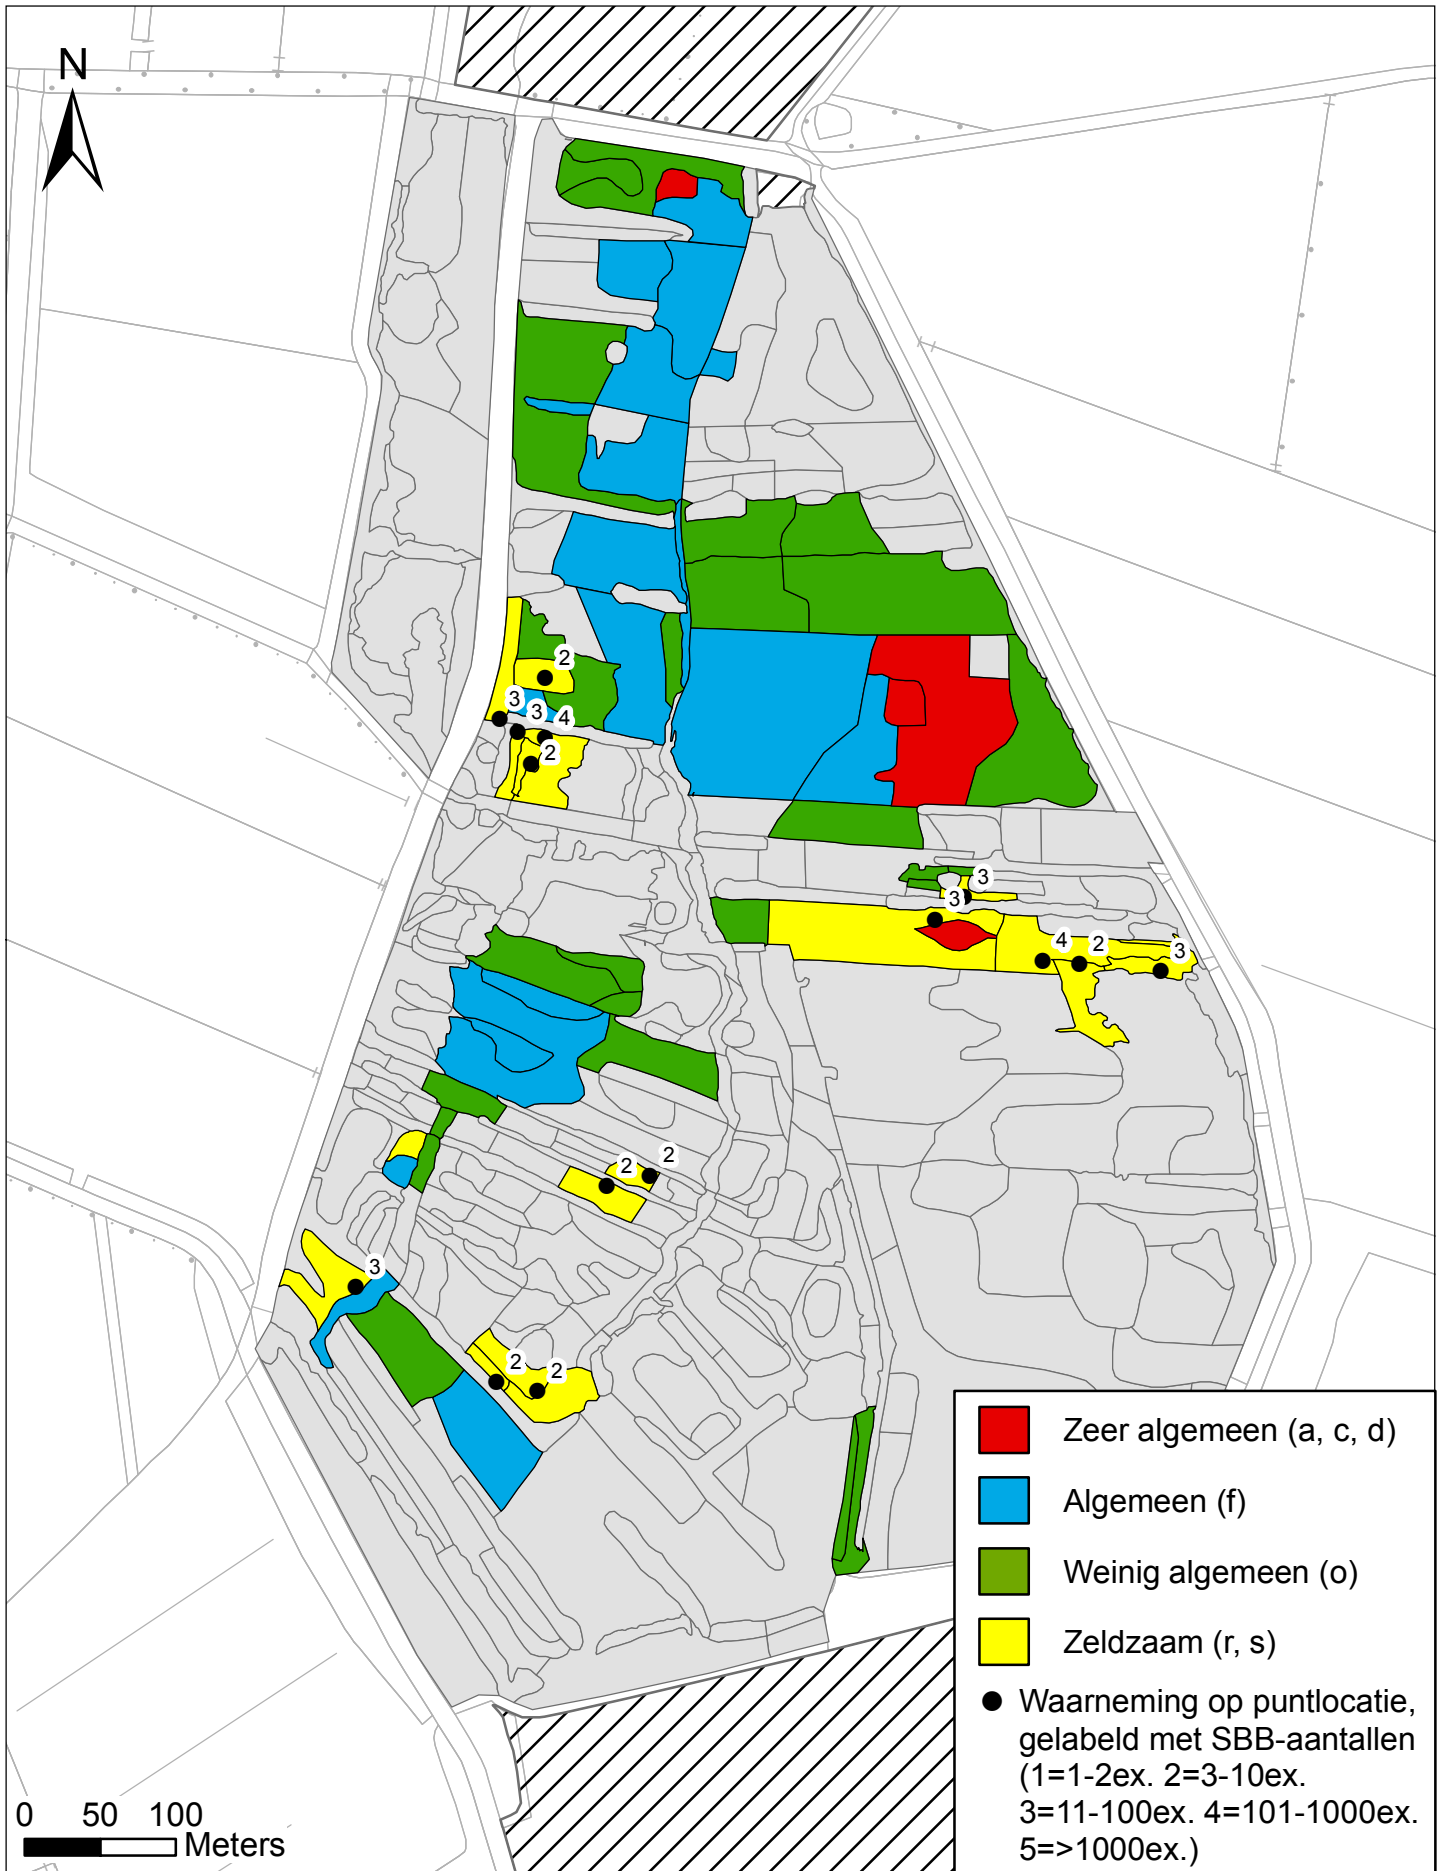 N
2
3
3
4
2
3
3
4
2
3
2
2
3
2
2
Zeer algemeen (a, c, d)
Algemeen (f)
Weinig algemeen (o)
Zeldzaam (r, s)
Waarneming op puntlocatie,
gelabeld met SBB-aantallen
(1=1-2ex. 2=3-10ex.
3=11-100ex. 4=101-1000ex.
5=>1000ex.)
0 50 100
Meters